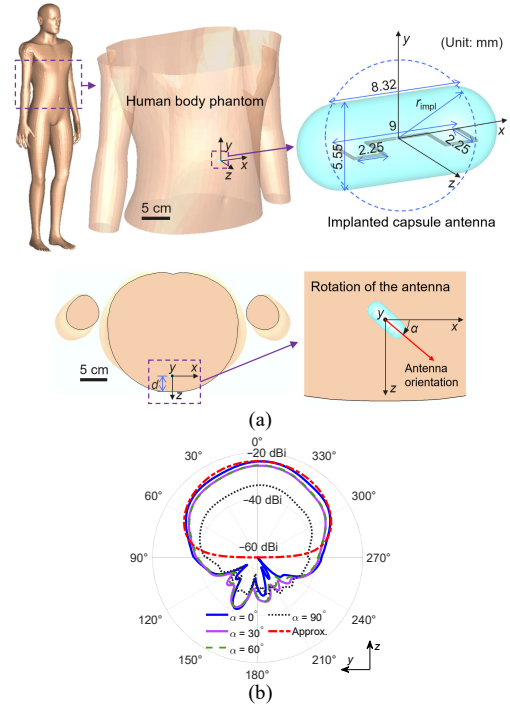 y
(Unit: mm)
8.32
Human body phantom
r_impl
9
x
y
5.55
2.25
2.25
x
z
z
5 cm
Implanted capsule antenna
Rotation of the antenna
y
α
x
5 cm
y
x
d
z
Antenna
orientation
z
(a)
0°
30°
−20 dBi
330°
60°
−40 dBi
300°
−60 dBi
90°
270°
α = 0°
α = 90°
120°
α = 30°
Approx.
240°
α = 60°
z
150°
210°
180°
y
(b)